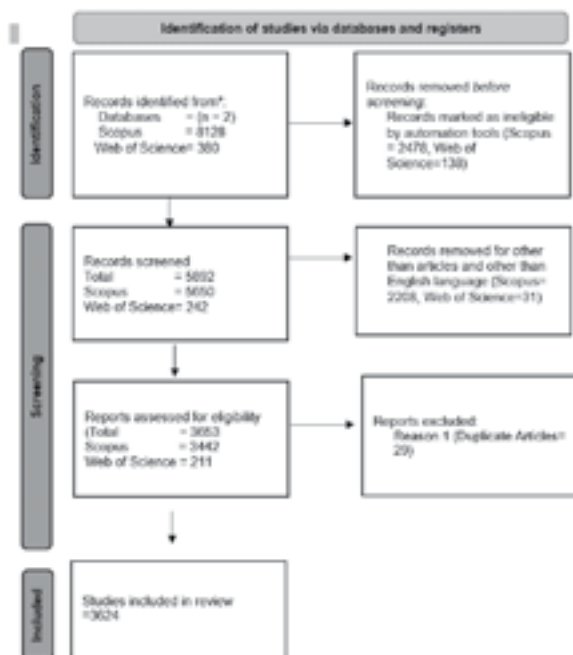 Identification of studies via databases and registers
Identification
Records identified from*:
Databases = (n = 2)
Scopus = 8128
Web of Science= 380
Records removed before
screening:
Records marked as ineligible
by automation tools (Scopus
= 2478, Web of
Science=138)
Screening
Records screened
Total = 5892
Scopus = 5650
Web of Science= 242
Records removed for other
than articles and other than
English language (Scopus=
2208, Web of Science=31)
Reports assessed for eligibility
(Total = 3653
Scopus = 3442
Web of Science = 211
Reports excluded:
Reason 1 (Duplicate Articles=
29)
Included
Studies included in review
=3624